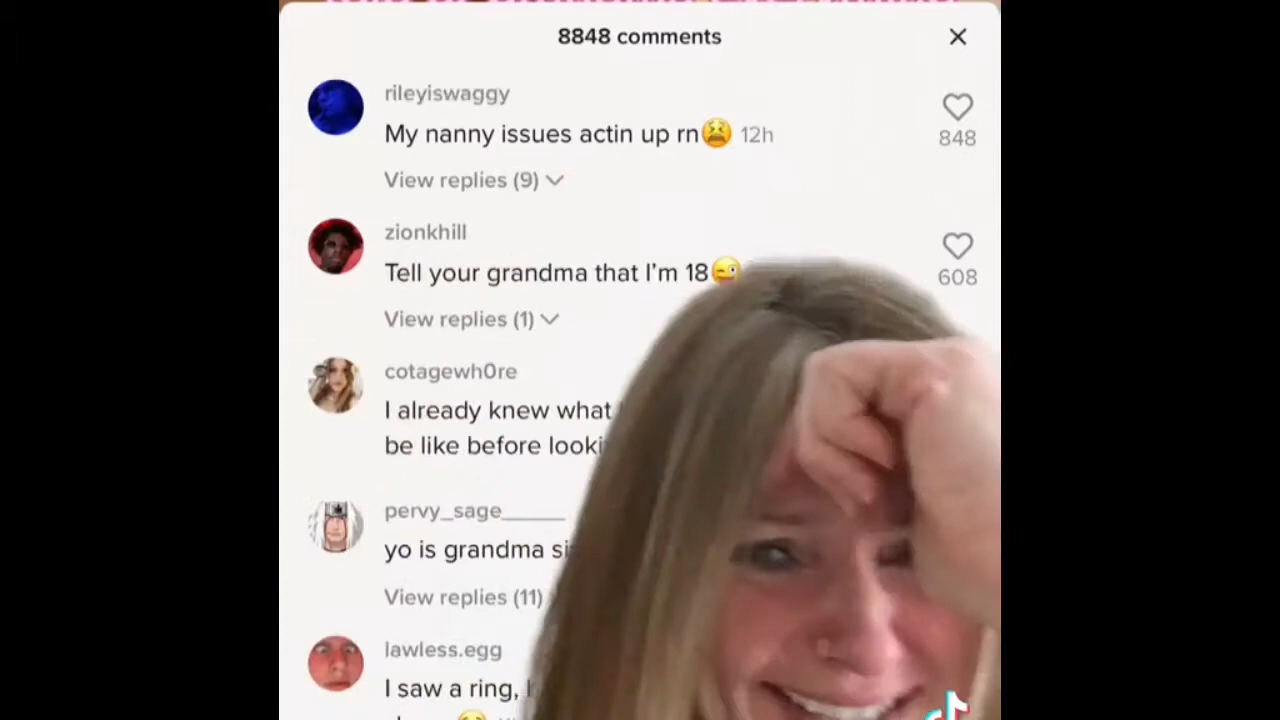 8848 comments
rileyiswaggy
My nanny issues actin up rn😫 12h
848
View replies (9)
zionkhill
Tell your grandma that I'm 18😜
608
View replies (1)
cotagewh0re
I already knew what
be like before
pervy_sage______
yo is grandma
View replies (11)
lawless.egg
I saw a ring,